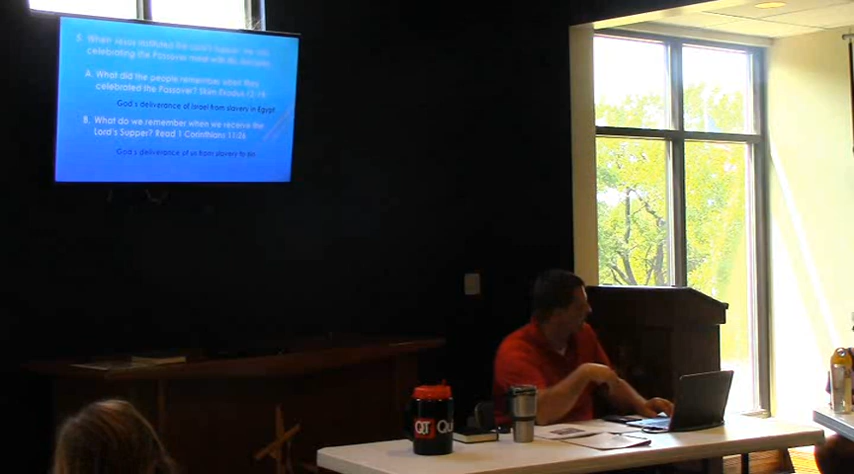 5. When Jesus instituted the Lord's Supper, He was
celebrating the Passover meal with His disciples.
A. What did the people remember when they
celebrated the Passover? Skim Exodus 12-14
God's deliverance of Israel from slavery in Egypt
B. What do we remember when we receive the
Lord's Supper? Read 1 Corinthians 11:26
God's deliverance of us from slavery to sin
QT
Qu